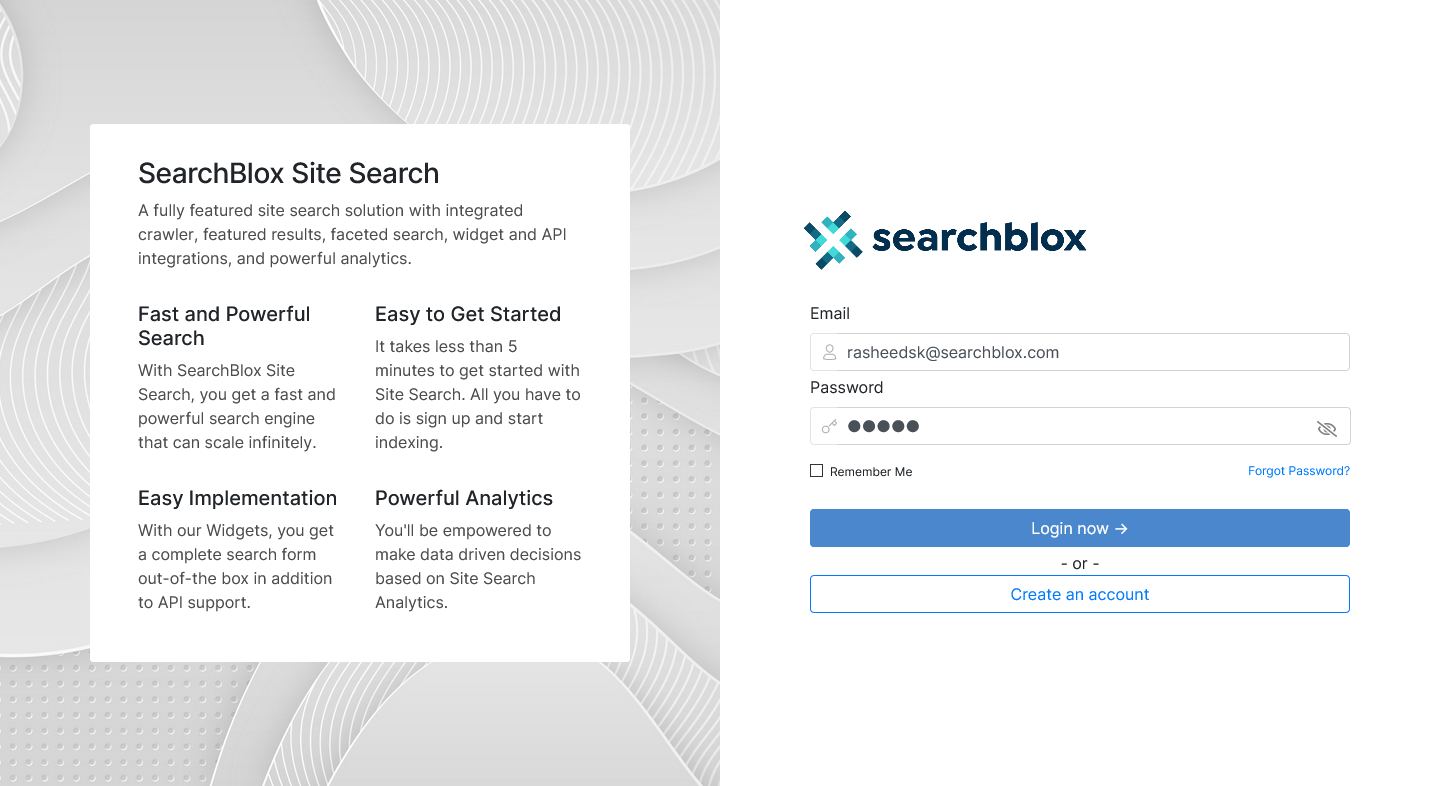 SearchBlox Site Search
A fully featured site search solution with integrated
crawler, featured results, faceted search, widget and API
integrations, and powerful analytics.
Fast and Powerful
Search
With SearchBlox Site
Search, you get a fast and
powerful search engine
that can scale infinitely.
Easy to Get Started
It takes less than 5
minutes to get started with
Site Search. All you have to
do is sign up and start
indexing.
Easy Implementation
With our Widgets, you get
a complete search form
out-of-the box in addition
to API support.
Powerful Analytics
You'll be empowered to
make data driven decisions
based on Site Search
Analytics.
searchblox
Email
rasheedsk@searchblox.com
Password
●●●●●
Remember Me
Forgot Password?
Login now →
- or -
Create an account